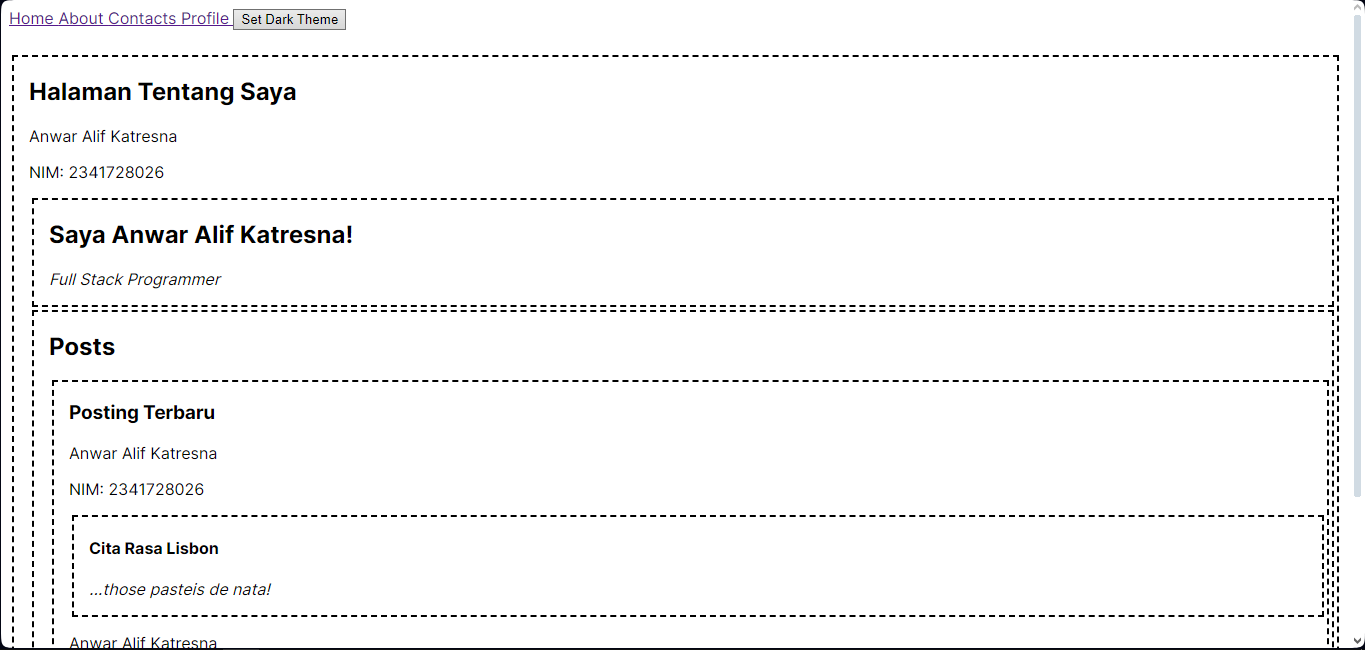 Home About Contacts Profile Set Dark Theme
Halaman Tentang Saya
Anwar Alif Katresna
NIM: 2341728026
Saya Anwar Alif Katresna!
Full Stack Programmer
Posts
Posting Terbaru
Anwar Alif Katresna
NIM: 2341728026
Cita Rasa Lisbon
...those pasteis de nata!
Anwar Alif Katresna